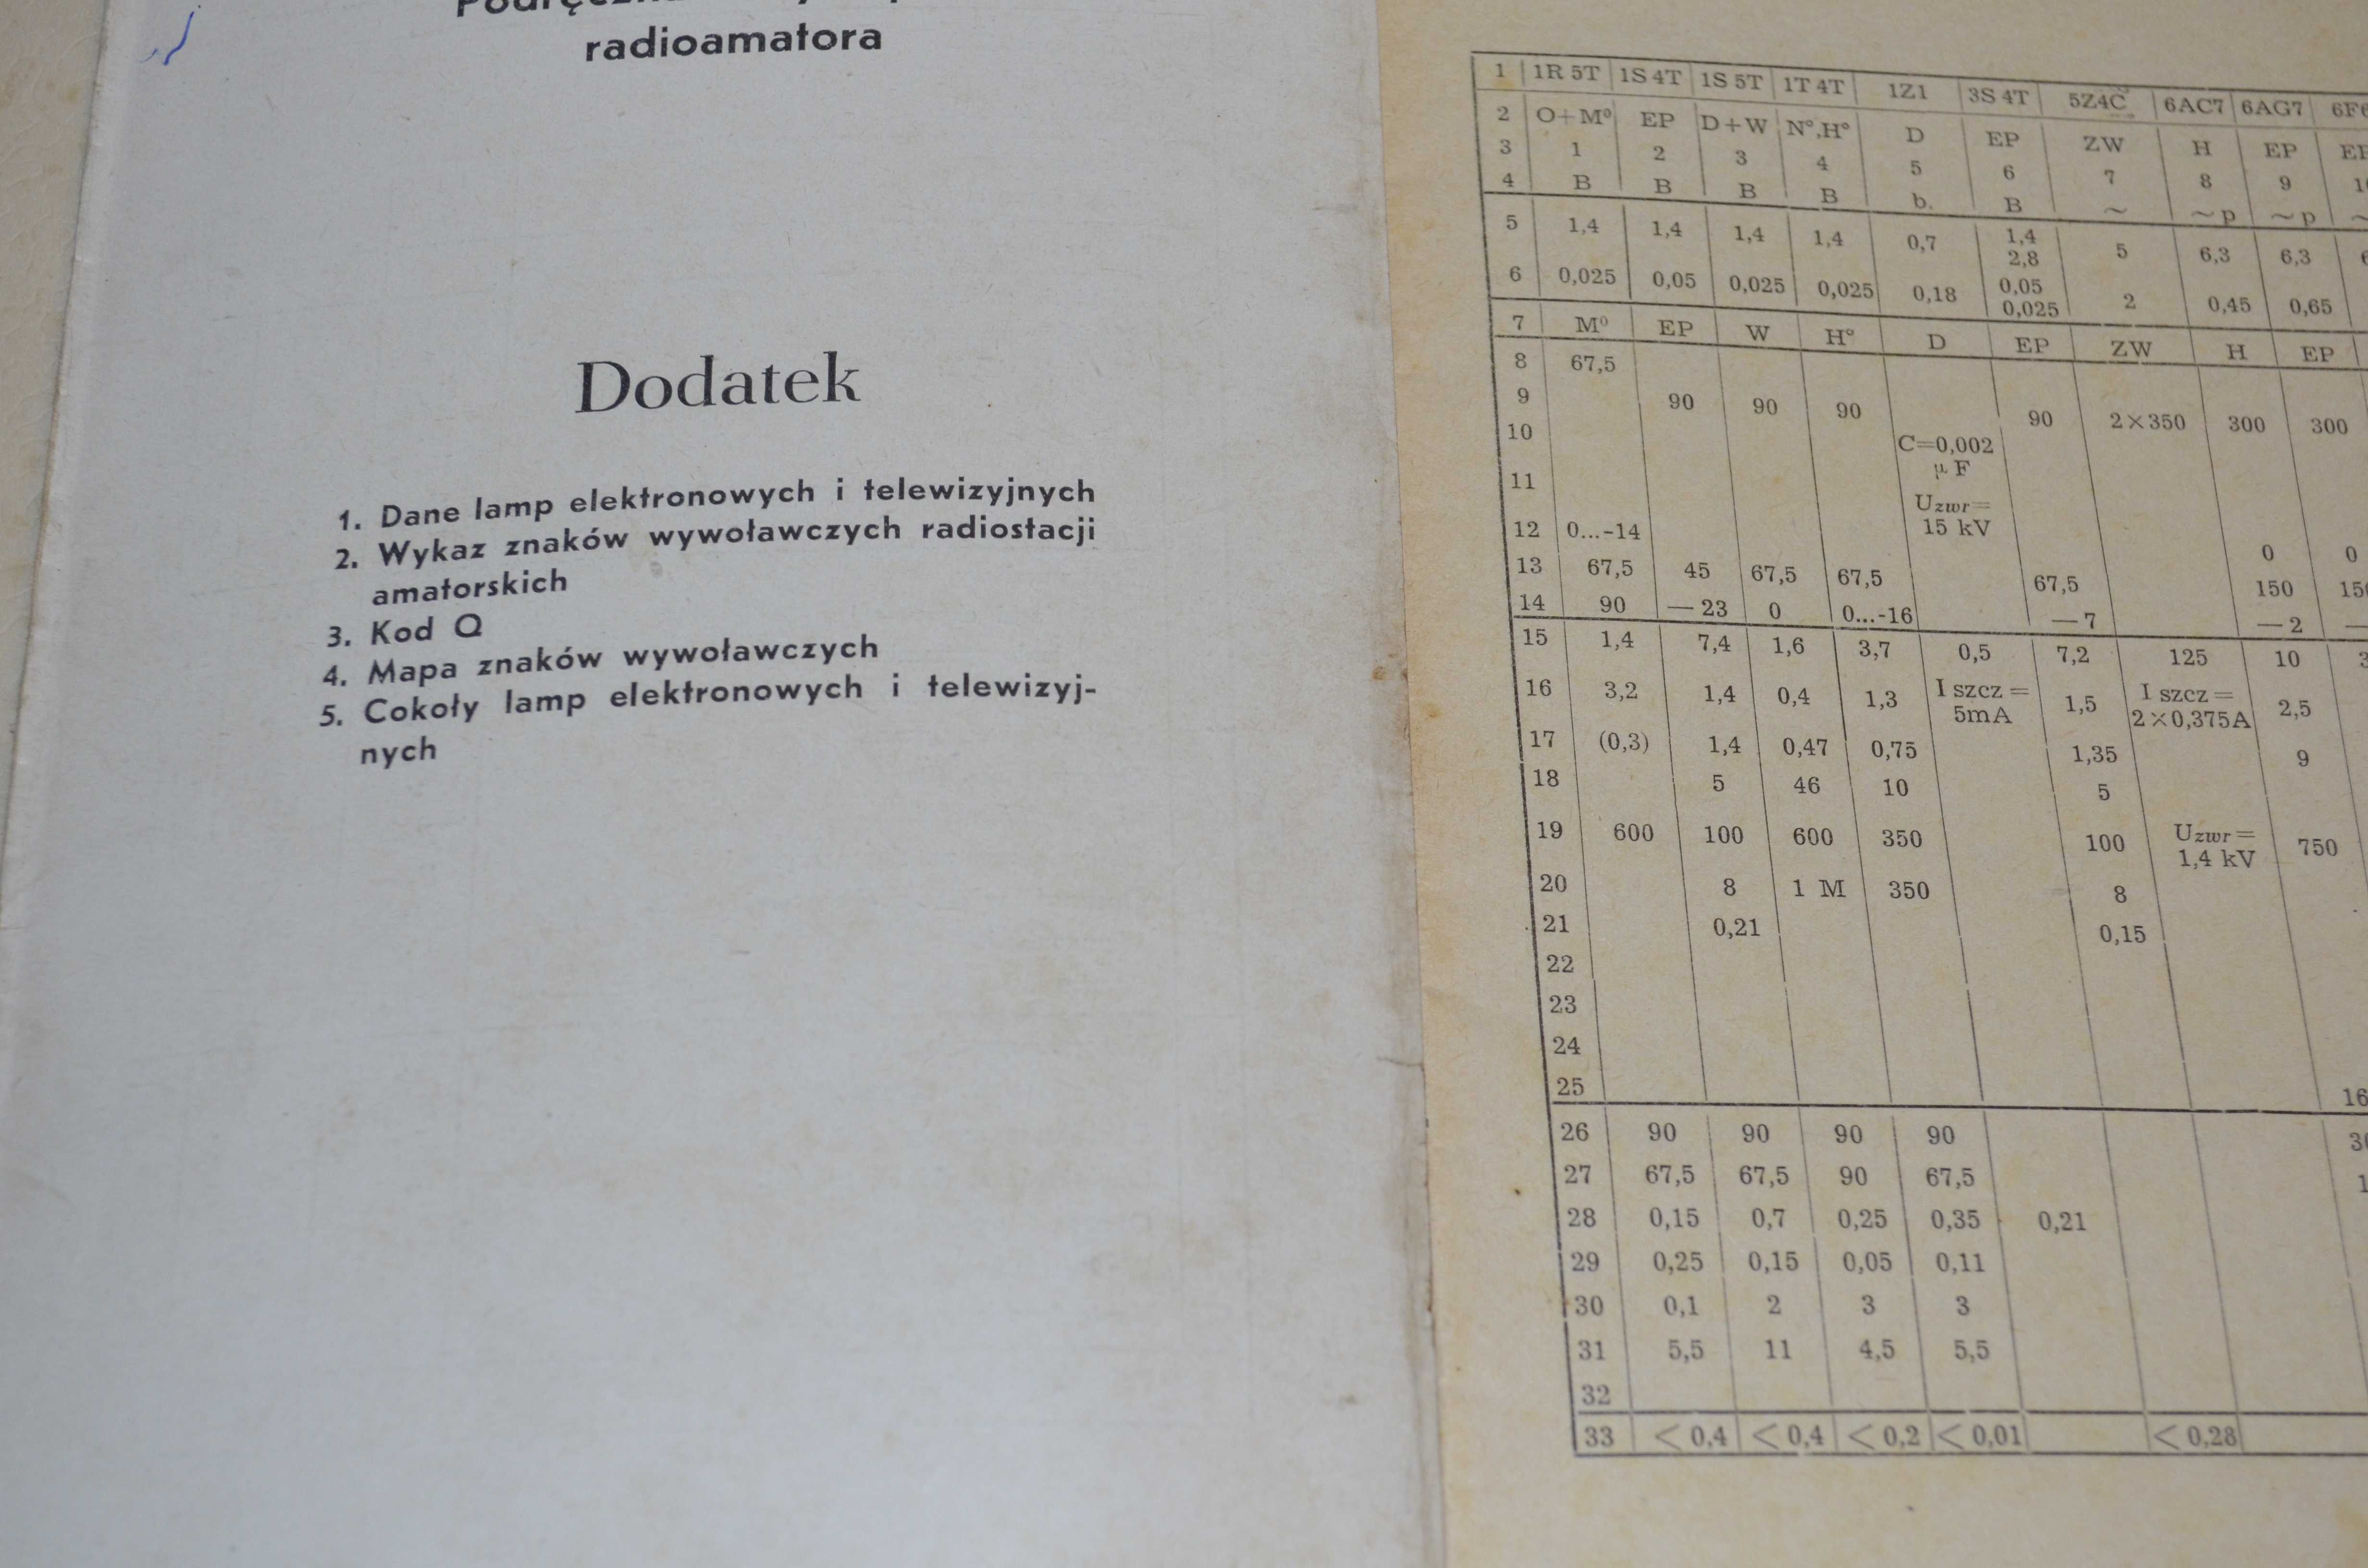 radioamatora
Dodatek
1. Dane lamp elektronowych i telewizyjnych
2. Wykaz znaków wywoławczych radiostacji
amatorskich
3. Kod Q
4. Mapa znaków wywoławczych
5. Cokoły lamp elektronowych i telewizyj-
nych
1 1R 5T 1S 4T 1S 5T 1T 4T 1Z1 3S 4T 5Z4C 6AC7 6AG7
2 O+M° EP D+W N°,H° D EP ZW H EP
3 1 2 3 4 5 6 7 8 9
4 B B B B b. B ~ ~p ~p
5 1,4 1,4 1,4 1,4 0,7 1,4 5 6,3 6,3
2,8
6 0,025 0,05 0,025 0,025 0,18 0,05 2 0,45 0,65
0,025
7 M° EP W H° D EP ZW H EP
8 67,5
9 90 90 90 90 2×350 300 300
10 C=0,002
μF
11 Uzwr=
12 0...-14 15 kV 0 0
13 67,5 45 67,5 67,5 67,5 150
14 90 —23 0 0...-16 —7 —2
15 1,4 7,4 1,6 3,7 0,5 7,2 125 10
16 3,2 1,4 0,4 1,3 I szcz= 1,5 I szcz= 2,5
5mA 2×0,375A
17 (0,3) 1,4 0,47 0,75 1,35 9
18 5 46 10 5
19 600 100 600 350 100 Uzwr= 750
1,4 kV
20 8 1 M 350 8
21 0,21 0,15
22
23
24
25
26 90 90 90 90
27 67,5 67,5 90 67,5
28 0,15 0,7 0,25 0,35 0,21
29 0,25 0,15 0,05 0,11
30 0,1 2 3 3
31 5,5 11 4,5 5,5
32
33 <0,4 <0,4 <0,2 <0,01 <0,28